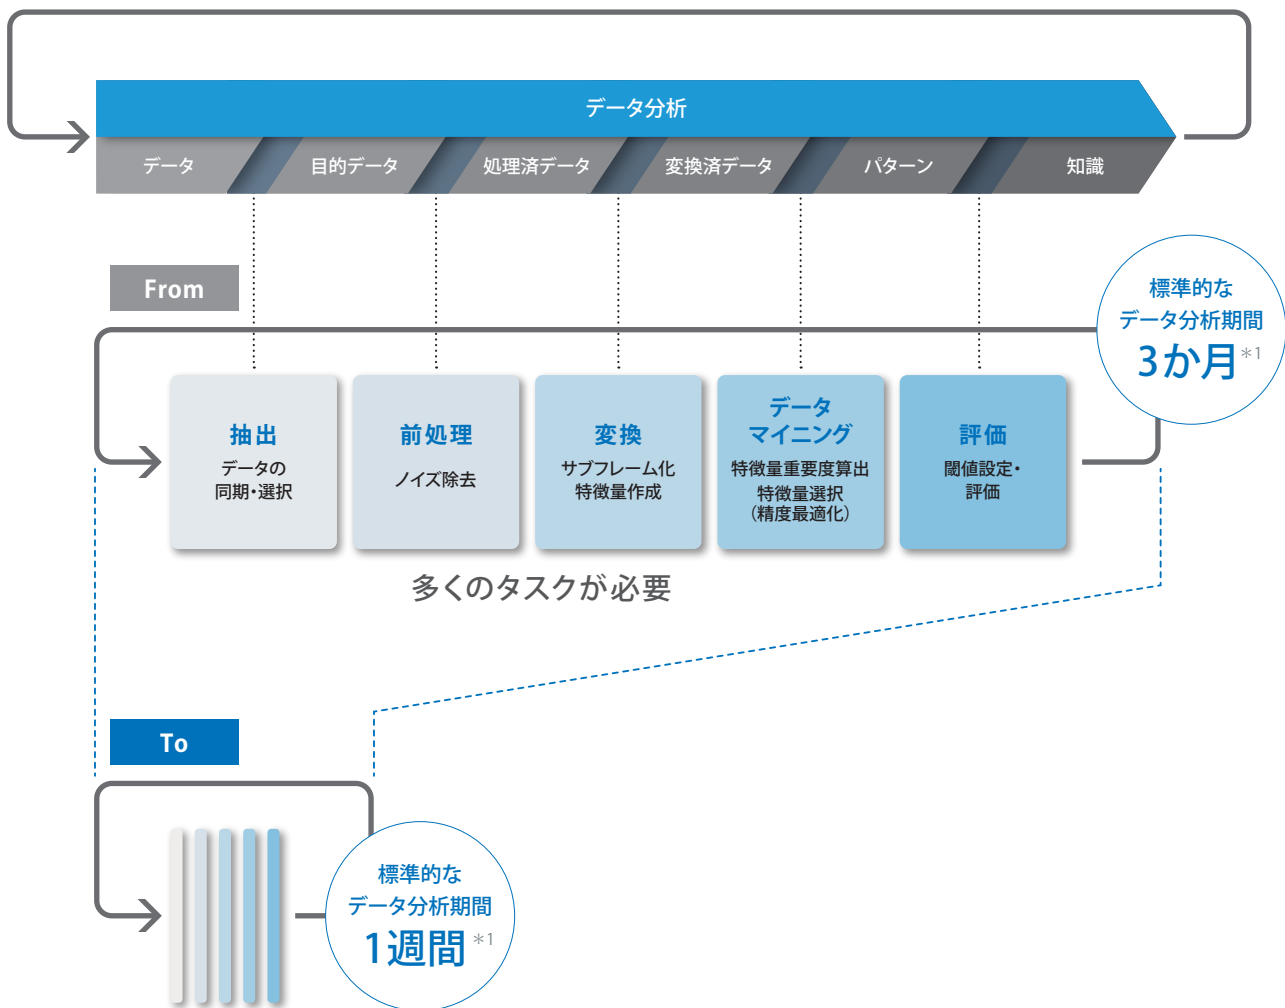 データ分析
データ
目的データ
処理済データ
変換済データ
パターン
知識
From
標準的な
データ分析期間
3か月＊1
抽出
データの
同期・選択
前処理
ノイズ除去
変換
サブフレーム化
特徴量作成
データ
マイニング
特徴量重要度算出
特徴量選択
（精度最適化）
評価
閾値設定・
評価
多くのタスクが必要
To
標準的な
データ分析期間
1週間＊1